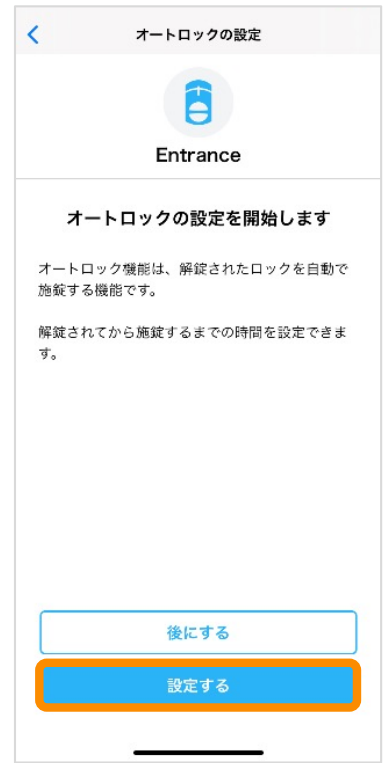 オートロックの設定
Entrance
オートロックの設定を開始します
オートロック機能は、解錠されたロックを自動で
施錠する機能です。
解錠されてから施錠するまでの時間を設定できま
す。
後にする
設定する